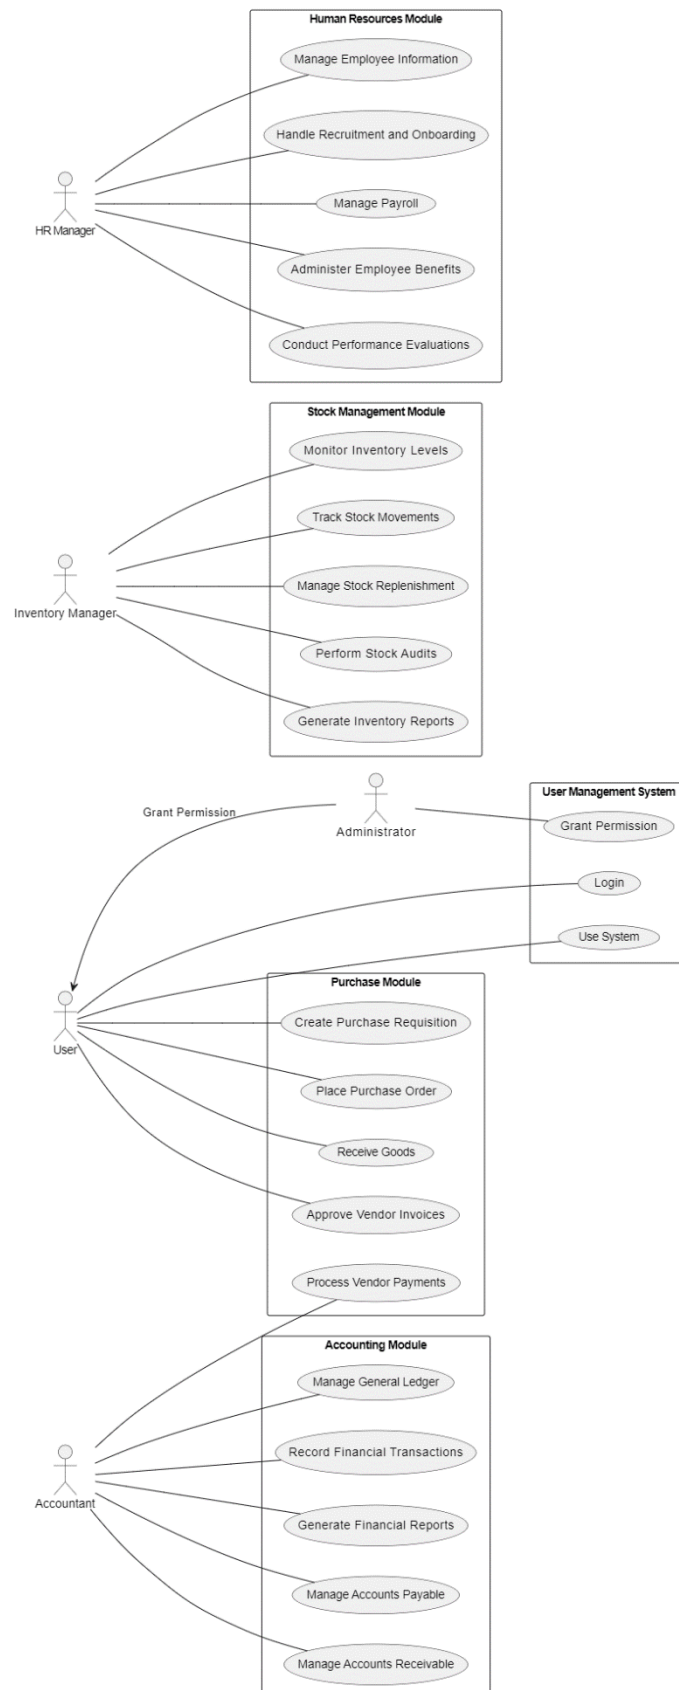 Human Resources Module
Manage Employee Information
Handle Recruitment and Onboarding
Manage Payroll
HR Manager
Administer Employee Benefits
Conduct Performance Evaluations
Stock Management Module
Monitor Inventory Levels
Track Stock Movements
Manage Stock Replenishment
Inventory Manager
Perform Stock Audits
Generate Inventory Reports
User Management System
Grant Permission
Administrator
Grant Permission
Login
Use System
Purchase Module
Create Purchase Requisition
User
Place Purchase Order
Receive Goods
Approve Vendor Invoices
Process Vendor Payments
Accounting Module
Manage General Ledger
Record Financial Transactions
Accountant
Generate Financial Reports
Manage Accounts Payable
Manage Accounts Receivable